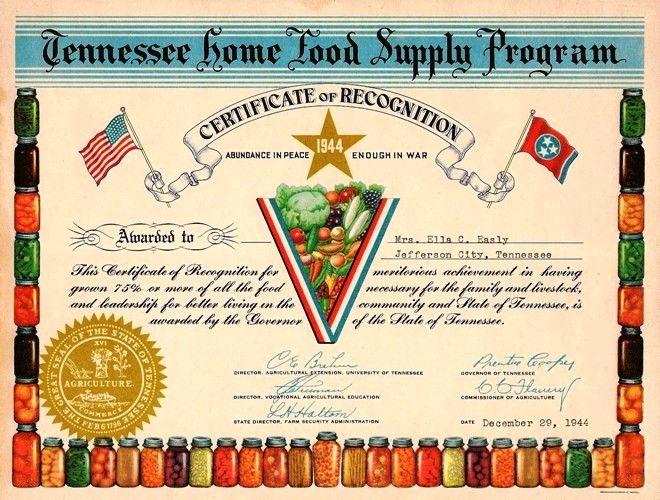 Tennessee Home Food Supply Program
CERTIFICATE OF RECOGNITION
1944
ABUNDANCE IN PEACE ENOUGH IN WAR
Awarded to Mrs. Ella C. Easly
Jefferson City, Tennessee
This Certificate of Recognition for meritorious achievement in having
grown 75% or more of all the food necessary for the family and livestock,
and leadership for better living in the community and State of Tennessee, is
awarded by the Governor of the State of Tennessee.
THE GREAT SEAL OF THE STATE OF TENNESSEE
XVI
AGRICULTURE
COMMERCE
FEB 6 1796
DIRECTOR, AGRICULTURAL EXTENSION, UNIVERSITY OF TENNESSEE
Prentice Cooper
GOVERNOR OF TENNESSEE
DIRECTOR, VOCATIONAL AGRICULTURAL EDUCATION
COMMISSIONER OF AGRICULTURE
STATE DIRECTOR, FARM SECURITY ADMINISTRATION
DATE December 29, 1944